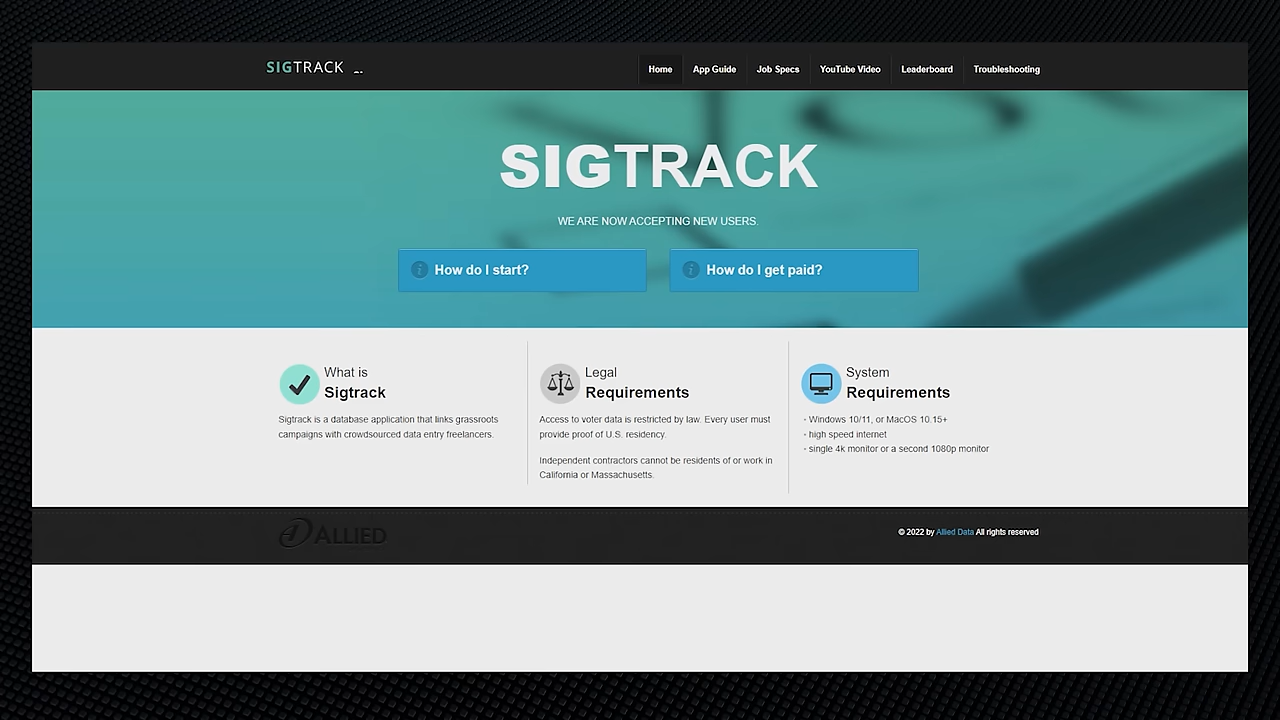 SIGTRACK
Home
App Guide
Job Specs
YouTube Video
Leaderboard
Troubleshooting
SIGTRACK
WE ARE NOW ACCEPTING NEW USERS.
How do I start?
How do I get paid?
What is
Sigtrack
Sigtrack is a database application that links grassroots
campaigns with crowdsourced data entry freelancers.
Legal
Requirements
Access to voter data is restricted by law. Every user must
provide proof of U.S. residency.
Independent contractors cannot be residents of or work in
California or Massachusetts.
System
Requirements
- Windows 10/11, or MacOS 10.15+
- high speed internet
- single 4k monitor or a second 1080p monitor
ALLIED
© 2022 by Allied Data All rights reserved